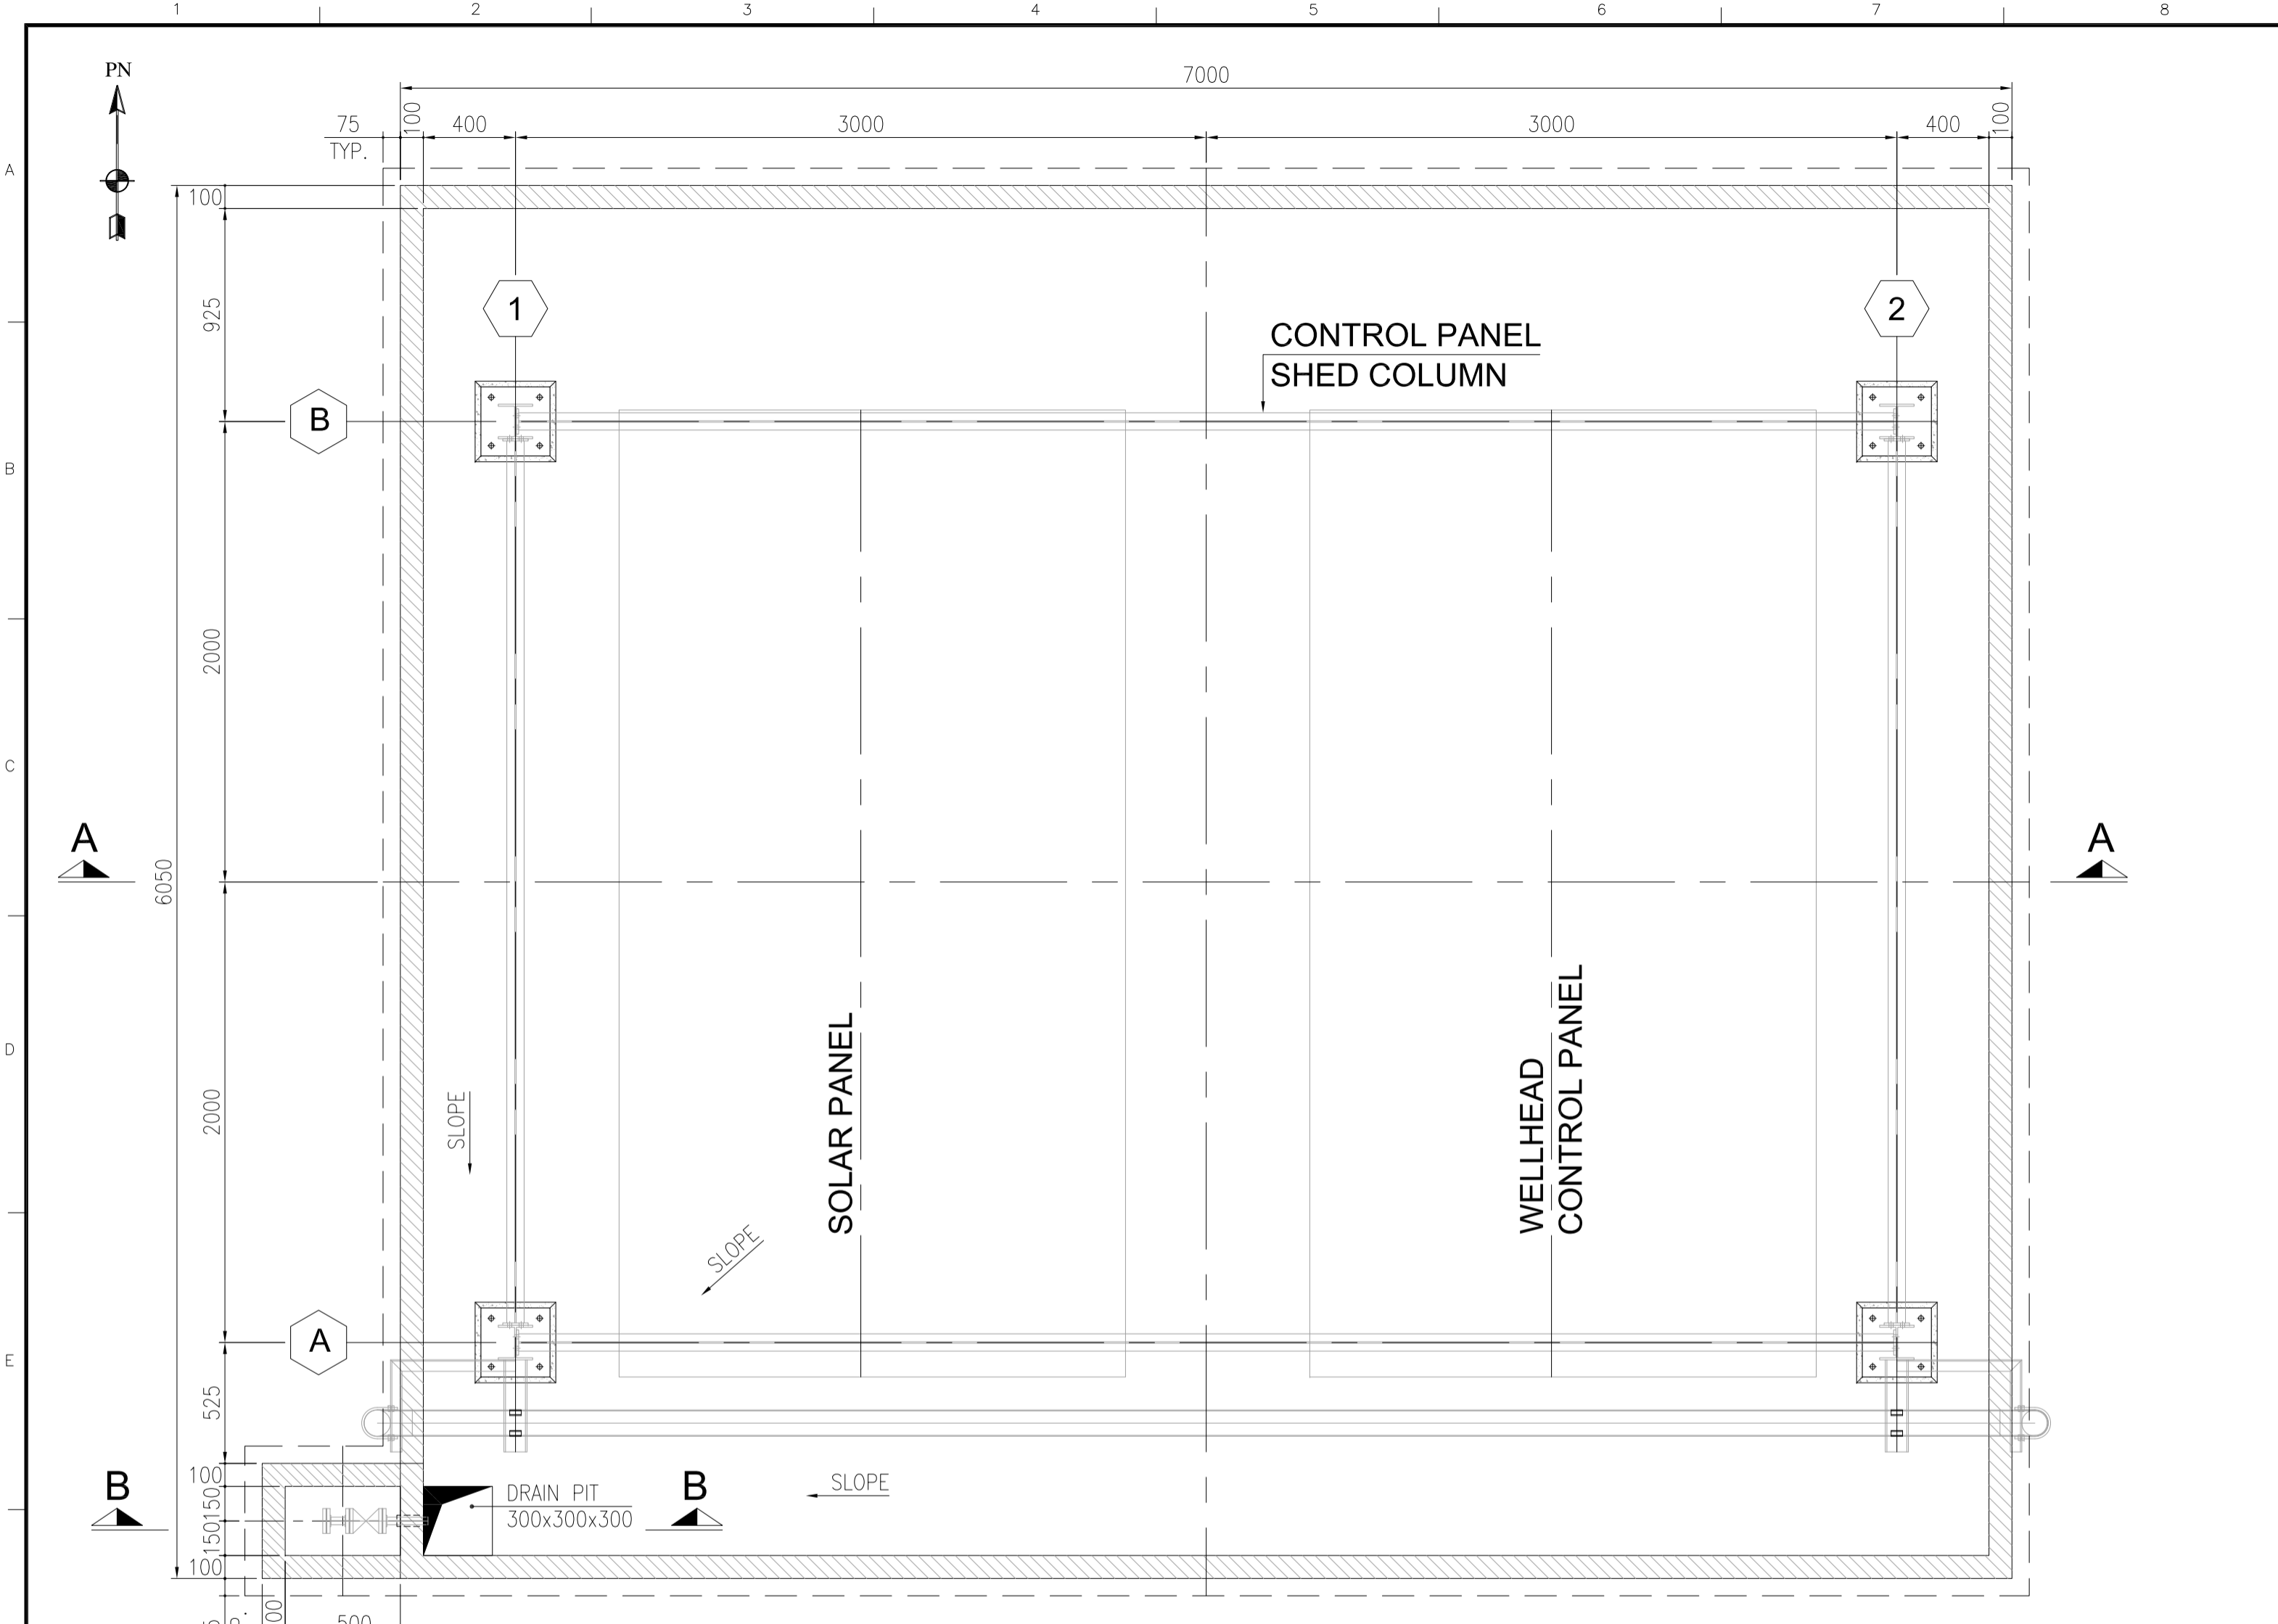 1 2 3 4 5 6 7 8
PN
7000
75
TYP.
100
400
3000
3000
400
100
A
100
925
1
2
CONTROL PANEL
SHED COLUMN
B
B
2000
C
A
A
6050
D
2000
SOLAR PANEL
WELLHEAD
CONTROL PANEL
SLOPE
SLOPE
A
E
525
100
150
150
100
B
DRAIN PIT
300x300x300
B
SLOPE
500